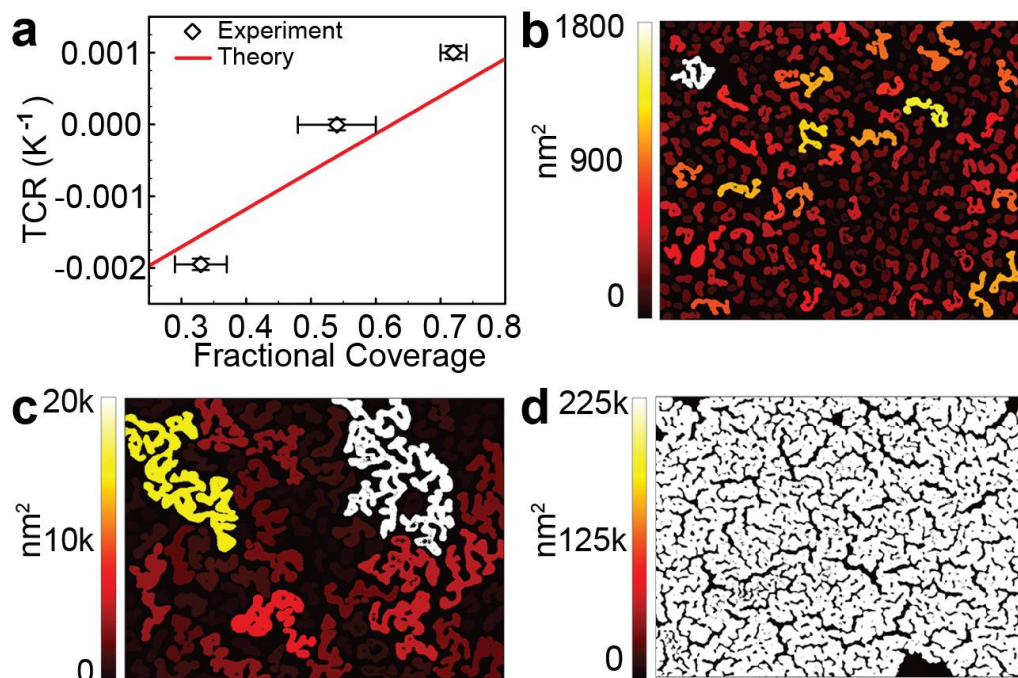 a
Experiment
Theory
TCR (K⁻¹)
0.001
0.000
-0.001
-0.002
0.3 0.4 0.5 0.6 0.7 0.8
Fractional Coverage
b
1800
900
0
nm²
c
20k
10k
0
nm²
d
225k
125k
0
nm²